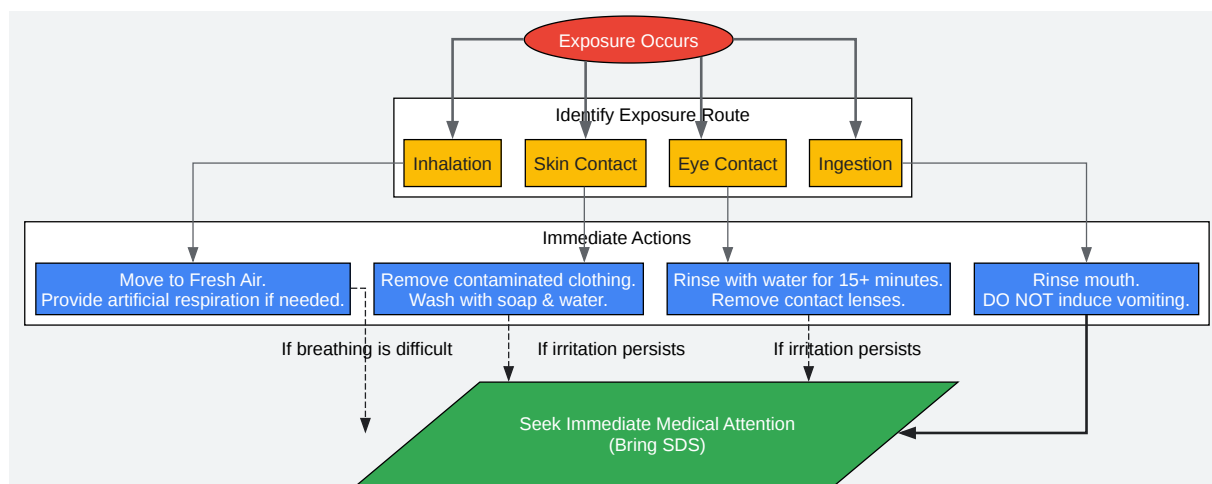 Exposure Occurs
Identify Exposure Route
Inhalation
Skin Contact
Eye Contact
Ingestion
Immediate Actions
Move to Fresh Air.
Provide artificial respiration if needed.
Remove contaminated clothing.
Wash with soap & water.
Rinse with water for 15+ minutes.
Remove contact lenses.
Rinse mouth.
DO NOT induce vomiting.
If breathing is difficult
If irritation persists
If irritation persists
Seek Immediate Medical Attention
(Bring SDS)